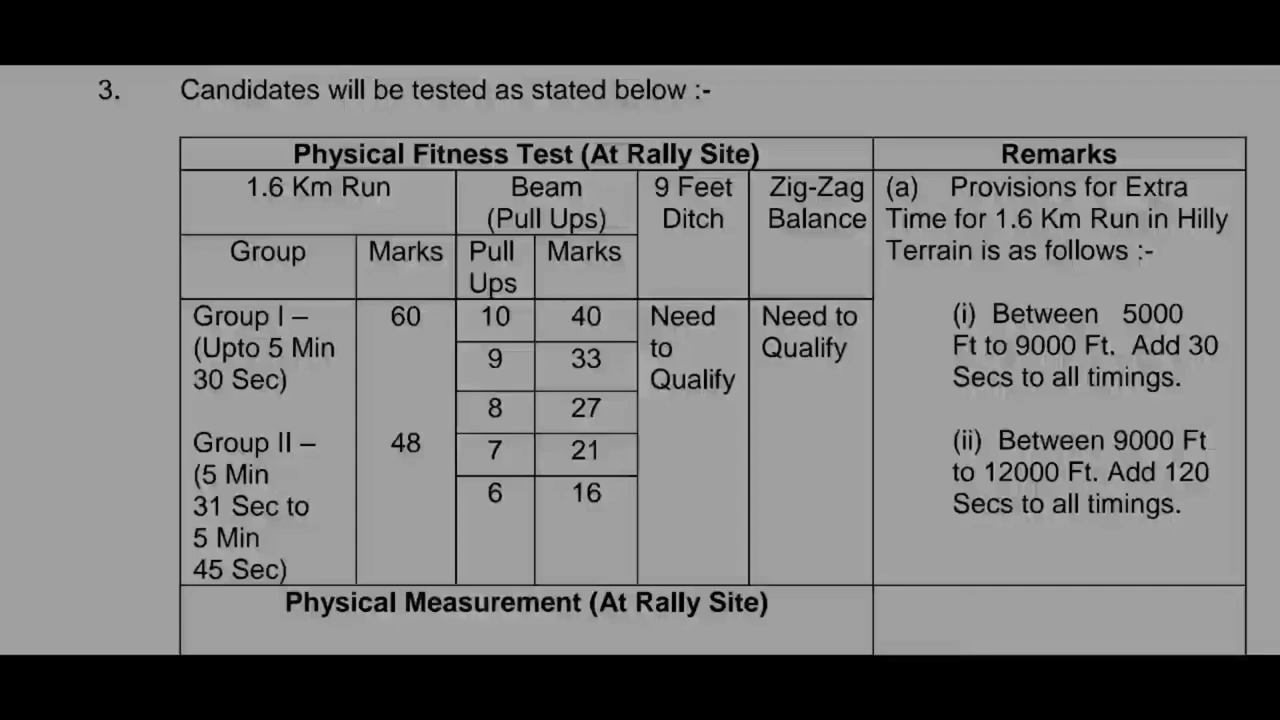 3. Candidates will be tested as stated below :-
Physical Fitness Test (At Rally Site)
Remarks
1.6 Km Run
Beam
(Pull Ups)
9 Feet
Ditch
Zig-Zag
Balance
Group
Marks
Pull
Ups
Marks
Group I –
(Upto 5 Min
30 Sec)
60
Group II –
(5 Min
31 Sec to
5 Min
45 Sec)
48
10 40
9 33
8 27
7 21
6 16
Need
to
Qualify
Need to
Qualify
(a) Provisions for Extra
Time for 1.6 Km Run in Hilly
Terrain is as follows :-
(i) Between 5000
Ft to 9000 Ft. Add 30
Secs to all timings.
(ii) Between 9000 Ft
to 12000 Ft. Add 120
Secs to all timings.
Physical Measurement (At Rally Site)